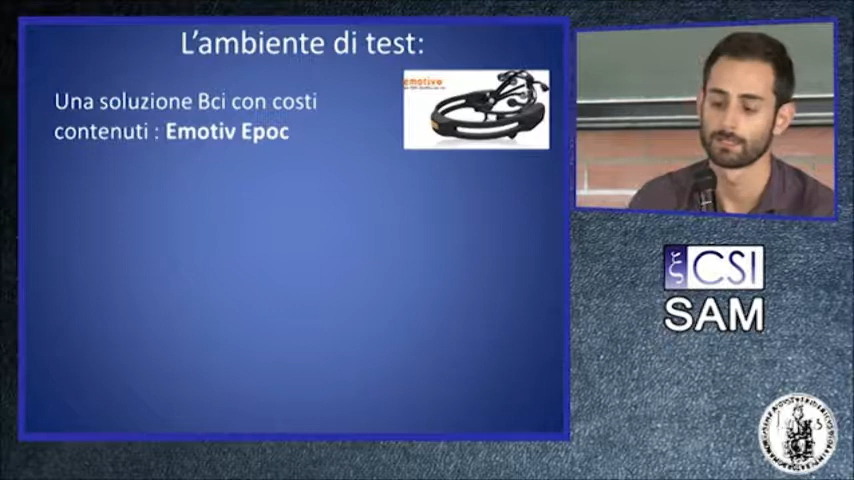 L'ambiente di test:
Una soluzione Bci con costi
contenuti : Emotiv Epoc
emotiv
ξ CSI
SAM